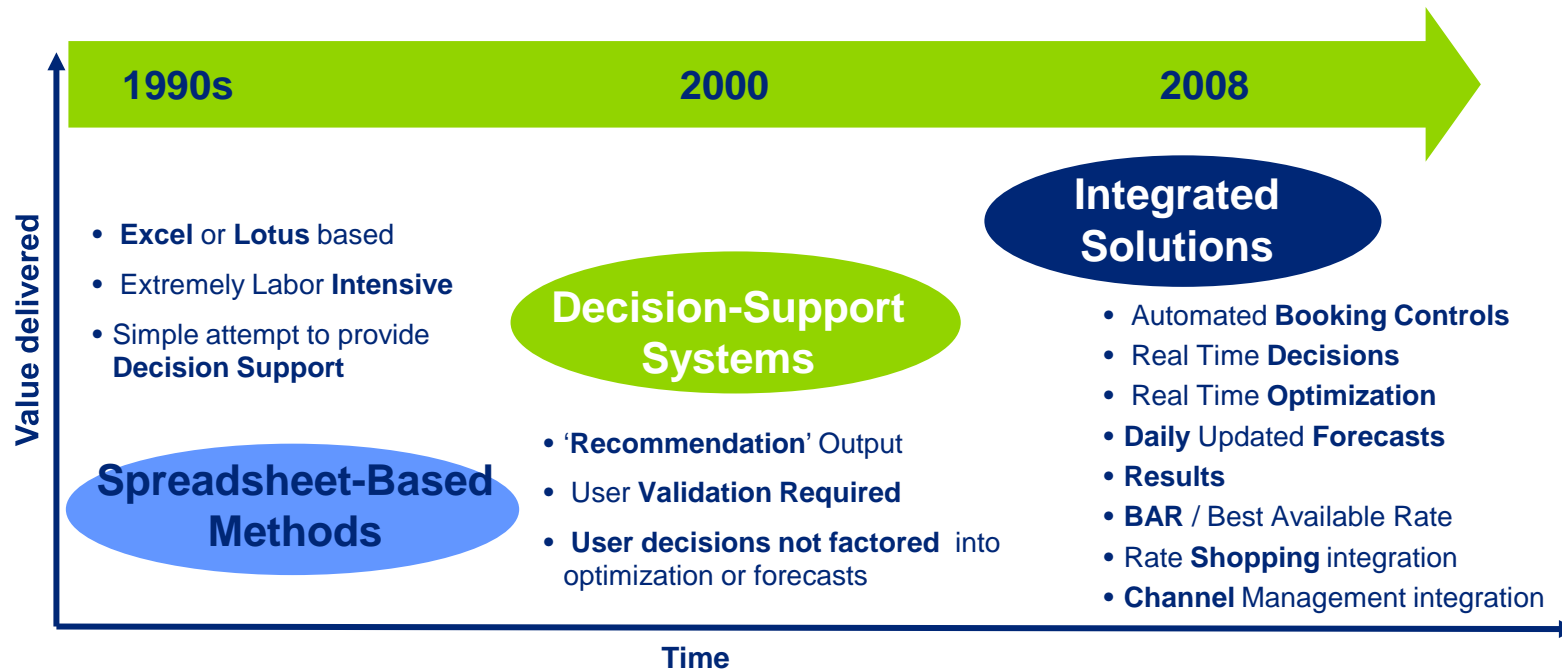 1990s
2000
2008
Value delivered
• Excel or Lotus based
• Extremely Labor Intensive
• Simple attempt to provide
Decision Support
Spreadsheet-Based
Methods
Decision-Support
Systems
• ‘Recommendation’ Output
• User Validation Required
• User decisions not factored into
optimization or forecasts
Integrated
Solutions
• Automated Booking Controls
• Real Time Decisions
• Real Time Optimization
• Daily Updated Forecasts
• Results
• BAR / Best Available Rate
• Rate Shopping integration
• Channel Management integration
Time